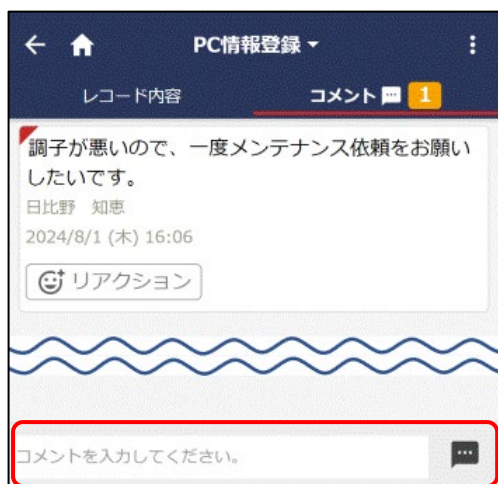 PC情報登録
レコード内容
コメント 1
調子が悪いので、一度メンテナンス依頼をお願い
したいです。
日比野 知恵
2024/8/1 (木) 16:06
リアクション
コメントを入力してください。